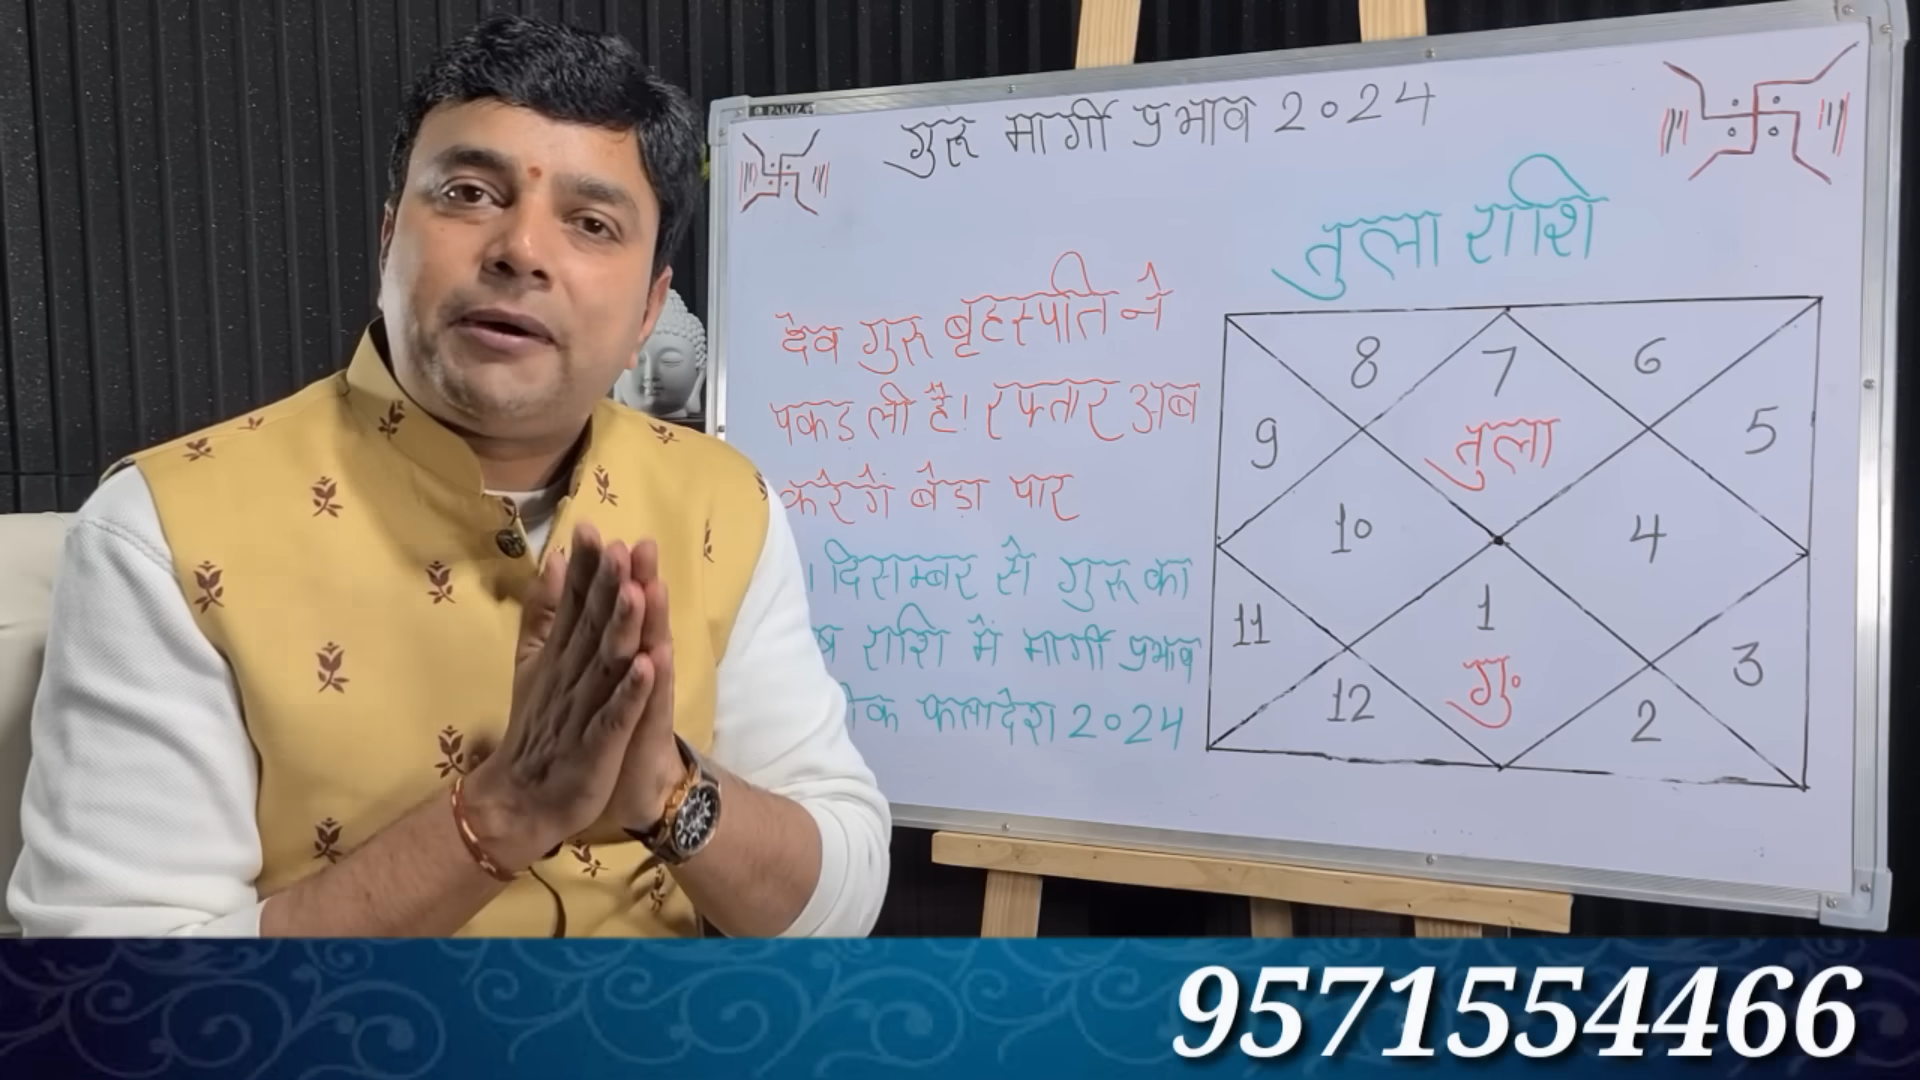 गुरू मार्गी प्रभाव 2024
तुला राशि
देव गुरू बृहस्पति ने
पकड ली है। रफ्तार अब
करेगें बेड़ा पार
दिसम्बर से गुरू का
राशि में मार्गी प्रभाव
फलादेश 2024
8 7 6
9 तुला 5
10 4
11 1 3
12 गु॰ 2
9571554466